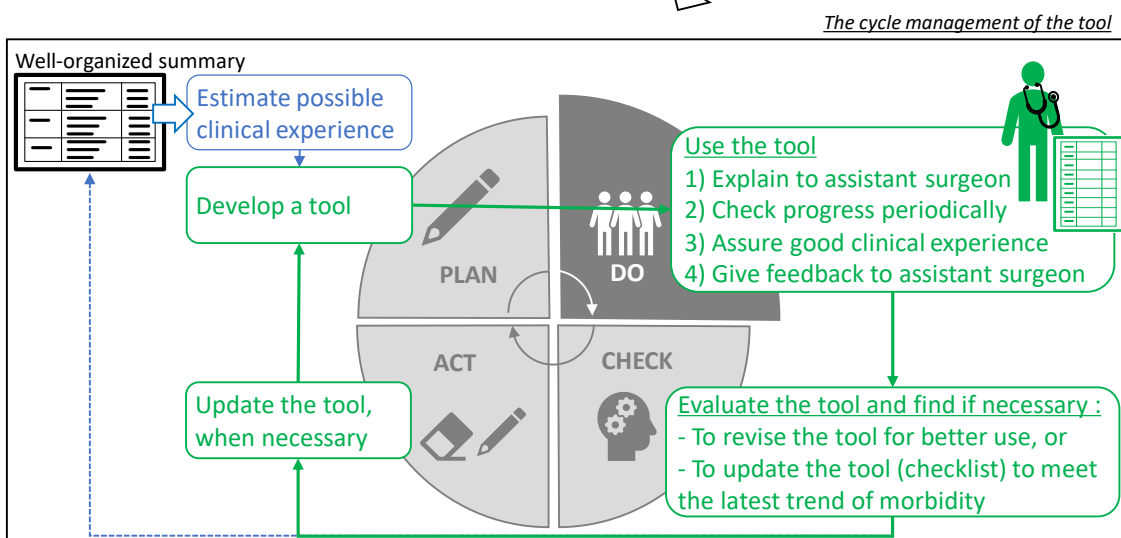 The cycle management of the tool
Well-organized summary
Estimate possible
clinical experience
Develop a tool
PLAN
DO
Use the tool
1) Explain to assistant surgeon
2) Check progress periodically
3) Assure good clinical experience
4) Give feedback to assistant surgeon
ACT
CHECK
Update the tool,
when necessary
Evaluate the tool and find if necessary :
- To revise the tool for better use, or
- To update the tool (checklist) to meet
the latest trend of morbidity